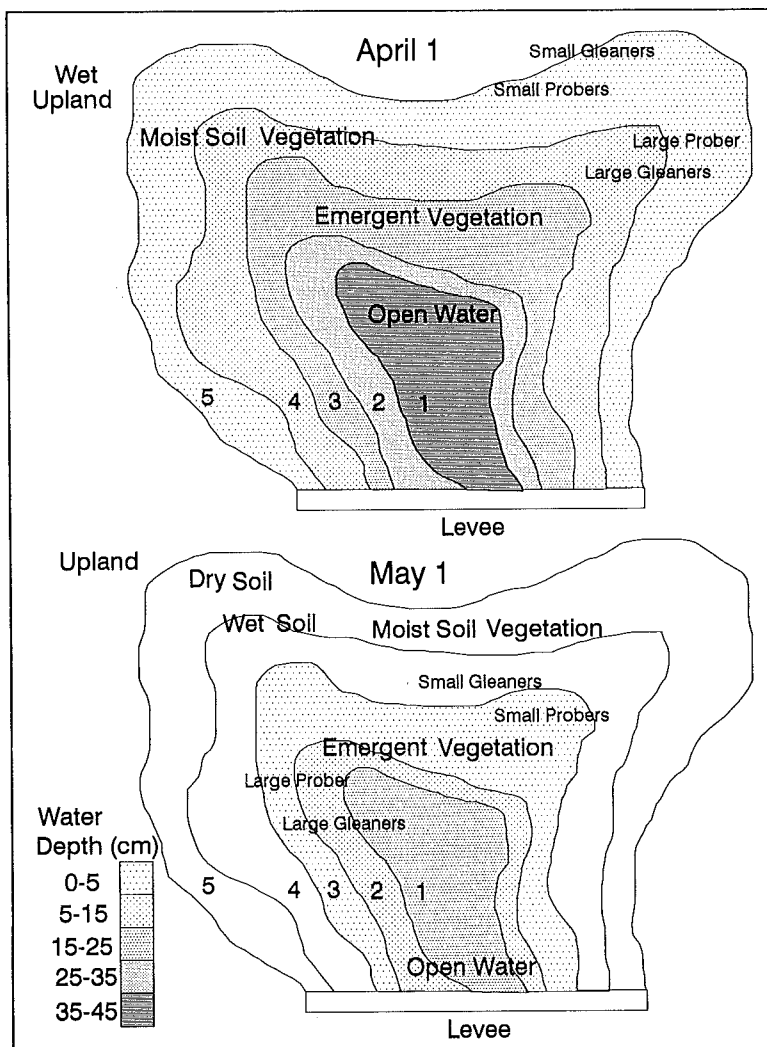 April 1
Small Gleaners
Wet
Upland
Small Probers
Moist Soil Vegetation
Large Prober
Large Gleaners
Emergent Vegetation
Open Water
5 4 3 2 1
Levee
Upland
May 1
Dry Soil
Wet Soil
Moist Soil Vegetation
Small Gleaners
Small Probers
Emergent Vegetation
Large Prober
Large Gleaners
Water
Depth (cm)
0-5
5-15
15-25
25-35
35-45
5 4 3 2 1
Open Water
Levee